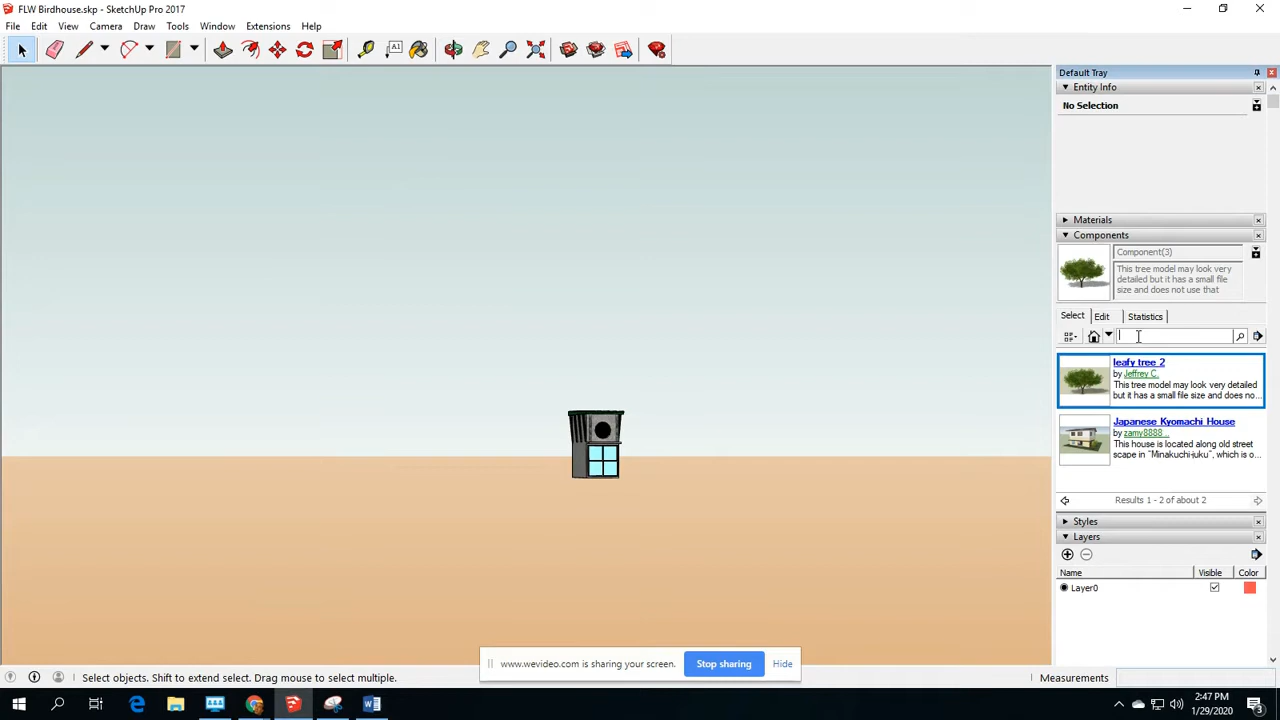 FLW Birdhouse.skp - SketchUp Pro 2017
File Edit View Camera Draw Tools Window Extensions Help
A1
Default Tray
Entity Info
No Selection
Materials
Components
Component(3)
This tree model may look very
detailed but it has a small file
size and does not use that
Select Edit Statistics
leafy tree 2
by Jeffrey C.
This tree model may look very detailed
but it has a small file size and does no...
Japanese Kyomachi House
by zamy8888 ..
This house is located along old street
scape in "Minakuchi-juku", which is o...
Results 1 - 2 of about 2
Styles
Layers
Name Visible Color
Layer0
www.wevideo.com is sharing your screen. Stop sharing Hide
Select objects. Shift to extend select. Drag mouse to select multiple. Measurements
2:47 PM
1/29/2020
3